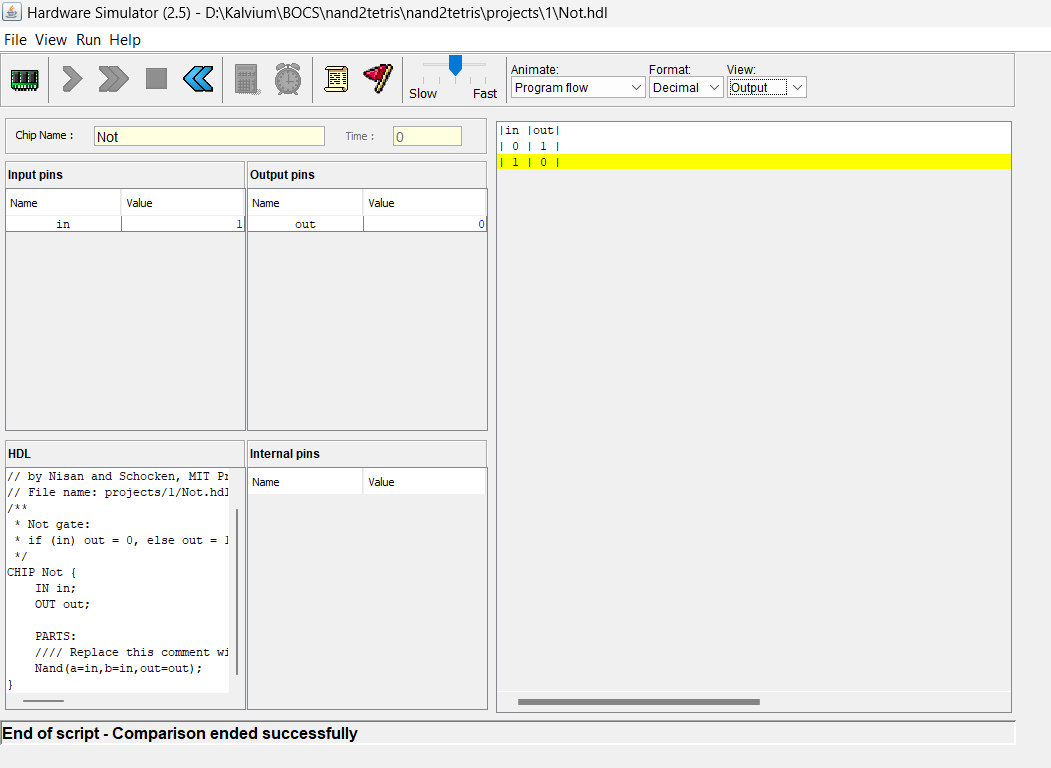 Hardware Simulator (2.5) - D:\Kalvium\BOCS\nand2tetris\nand2tetris\projects\1\Not.hdl
File View Run Help
Slow Fast
Animate: Format: View:
Program flow Decimal Output
Chip Name : Not Time : 0
Input pins
Name Value
in 1
Output pins
Name Value
out 0
HDL
// by Nisan and Schocken, MIT Pr
// File name: projects/1/Not.hdl
/**
 * Not gate:
 * if (in) out = 0, else out = 1
 */
CHIP Not {
    IN in;
    OUT out;
    PARTS:
    //// Replace this comment wi
    Nand(a=in,b=in,out=out);
}
Internal pins
Name Value
|in |out|
| 0 | 1 |
| 1 | 0 |
End of script - Comparison ended successfully